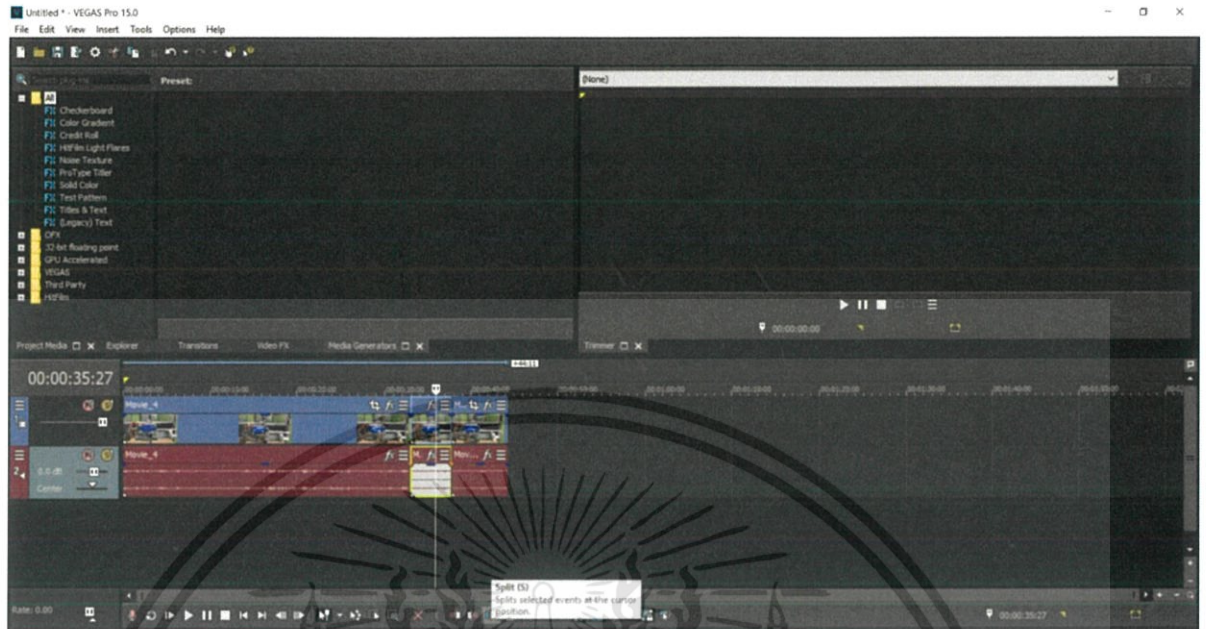 Untitled * - VEGAS Pro 15.0
File Edit View Insert Tools Options Help
Preset:
(None)
All
Checkerboard
Color Gradient
Credit Roll
HitFilm Light Flares
Noise Texture
ProType Titler
Solid Color
Test Pattern
Titles & Text
(Legacy) Text
OFX
32-bit floating point
GPU Accelerated
VEGAS
Third Party
HitFilm
00:00:00:00
Project Media Explorer Transitions Video FX Media Generators Trimmer
+44:11
00:00:35:27
Movie_4
Movie_4 Mov...
0.0 dB
Center
Split (S)
Splits selected events at the cursor
position.
Rate: 0.00
00:00:35:27